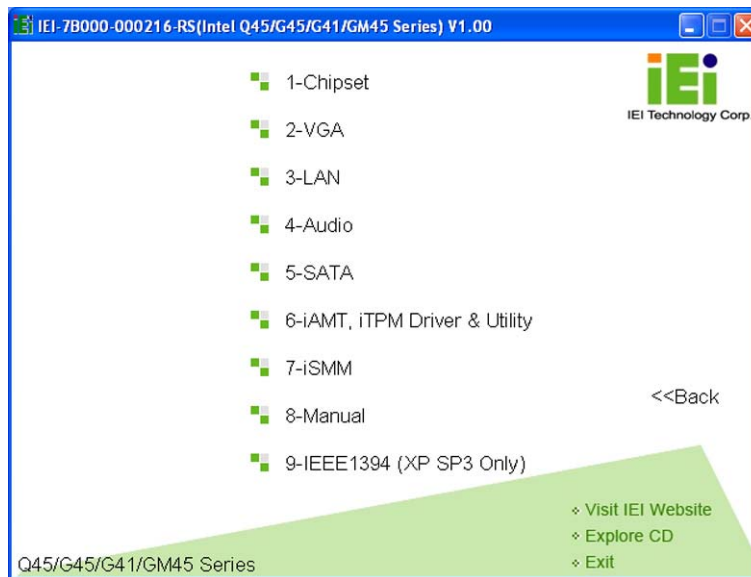 IEI-7B000-000216-RS(Intel Q45/G45/G41/GM45 Series) V1.00
iEi
IEI Technology Corp.
1-Chipset
2-VGA
3-LAN
4-Audio
5-SATA
6-iAMT, iTPM Driver & Utility
7-iSMM
8-Manual
9-IEEE1394 (XP SP3 Only)
<<Back
Visit IEI Website
Explore CD
Exit
Q45/G45/G41/GM45 Series